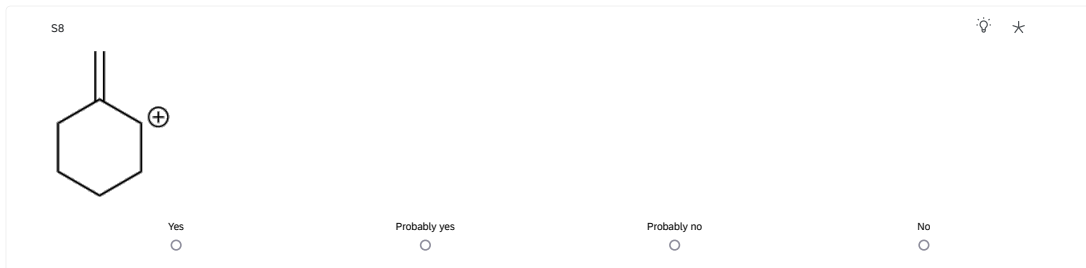 S8
⊕
Yes
Probably yes
Probably no
No